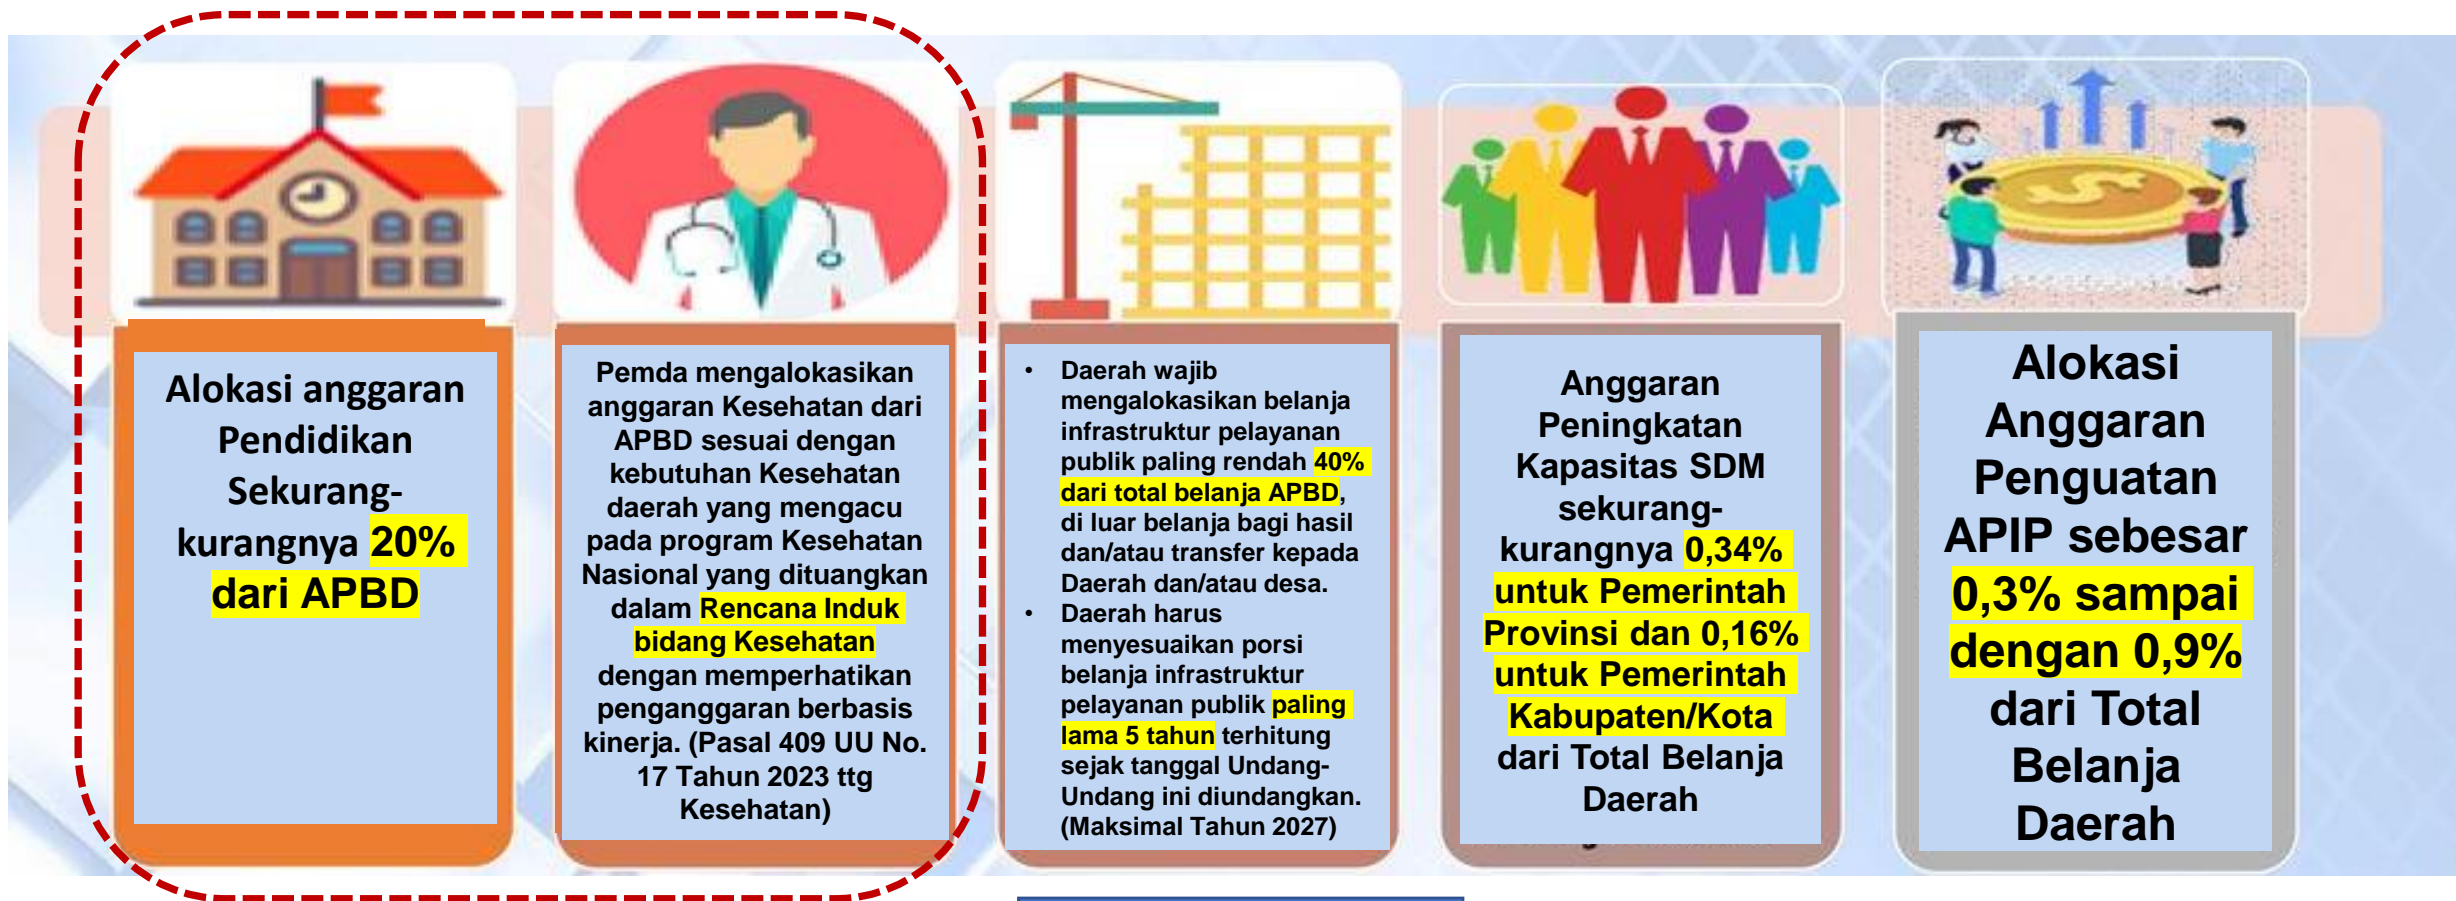 Alokasi anggaran
Pendidikan
Sekurang-
kurangnya 20%
dari APBD
Pemda mengalokasikan
anggaran Kesehatan dari
APBD sesuai dengan
kebutuhan Kesehatan
daerah yang mengacu
pada program Kesehatan
Nasional yang dituangkan
dalam Rencana Induk
bidang Kesehatan
dengan memperhatikan
penganggaran berbasis
kinerja. (Pasal 409 UU No.
17 Tahun 2023 ttg
Kesehatan)
• Daerah wajib
mengalokasikan belanja
infrastruktur pelayanan
publik paling rendah 40%
dari total belanja APBD,
di luar belanja bagi hasil
dan/atau transfer kepada
Daerah dan/atau desa.
• Daerah harus
menyesuaikan porsi
belanja infrastruktur
pelayanan publik paling
lama 5 tahun terhitung
sejak tanggal Undang-
Undang ini diundangkan.
(Maksimal Tahun 2027)
Anggaran
Peningkatan
Kapasitas SDM
sekurang-
kurangnya 0,34%
untuk Pemerintah
Provinsi dan 0,16%
untuk Pemerintah
Kabupaten/Kota
dari Total Belanja
Daerah
Alokasi
Anggaran
Penguatan
APIP sebesar
0,3% sampai
dengan 0,9%
dari Total
Belanja
Daerah